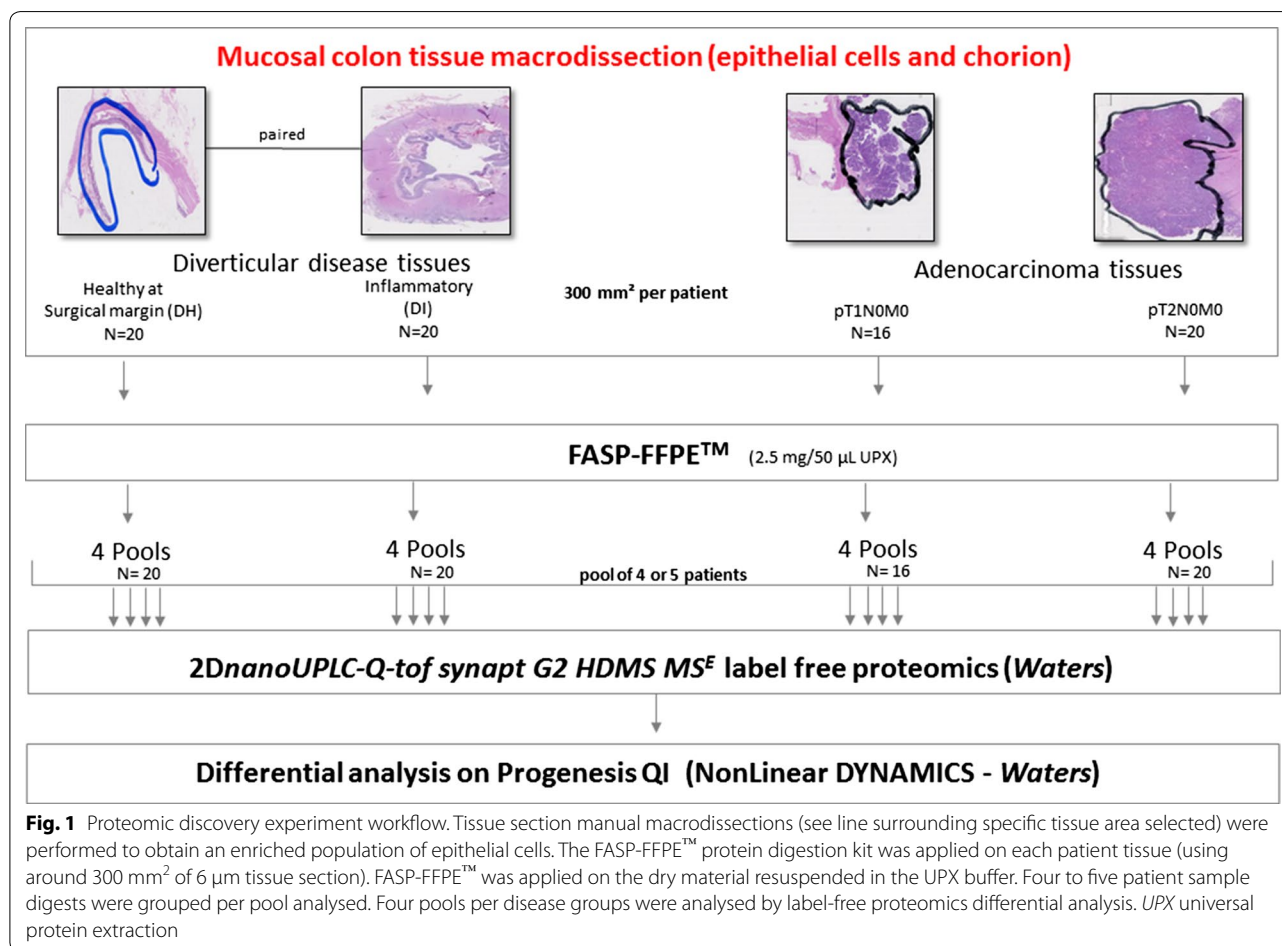 Mucosal colon tissue macrodissection (epithelial cells and chorion)
paired
Diverticular disease tissues
Adenocarcinoma tissues
Healthy at
Surgical margin (DH)
N=20
Inflammatory
(DI)
N=20
300 mm² per patient
pT1N0M0
N=16
pT2N0M0
N=20
FASP-FFPE™ (2.5 mg/50 µL UPX)
4 Pools
N= 20
4 Pools
N= 20
pool of 4 or 5 patients
4 Pools
N= 16
4 Pools
N= 20
2DnanoUPLC-Q-tof synapt G2 HDMS MSᴱ label free proteomics (Waters)
Differential analysis on Progenesis QI (NonLinear DYNAMICS - Waters)
Fig. 1 Proteomic discovery experiment workflow. Tissue section manual macrodissections (see line surrounding specific tissue area selected) were
performed to obtain an enriched population of epithelial cells. The FASP-FFPE™ protein digestion kit was applied on each patient tissue (using
around 300 mm² of 6 µm tissue section). FASP-FFPE™ was applied on the dry material resuspended in the UPX buffer. Four to five patient sample
digests were grouped per pool analysed. Four pools per disease groups were analysed by label-free proteomics differential analysis. UPX universal
protein extraction